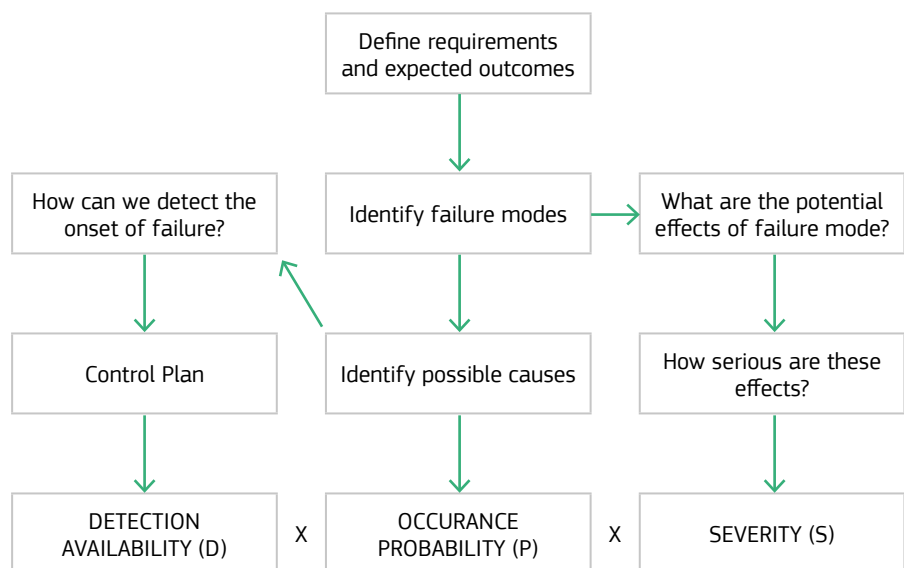 Define requirements
and expected outcomes
How can we detect the
onset of failure?
Identify failure modes
What are the potential
effects of failure mode?
Control Plan
Identify possible causes
How serious are these
effects?
DETECTION
AVAILABILITY (D)
X
OCCURANCE
PROBABILITY (P)
X
SEVERITY (S)